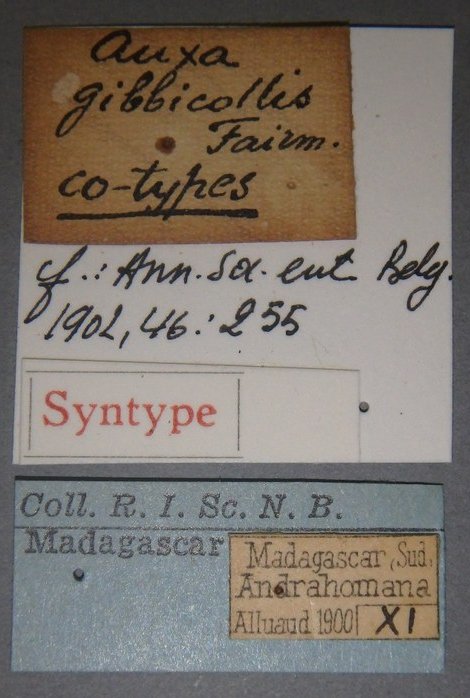 Auxa
gibbicollis
Fairm.
co-types
cf.: Ann. Soc. ent. Belg.
1902, 46: 255
Syntype
Coll. R. I. Sc. N. B.
Madagascar
Madagascar, Sud.
Andrahomana
Alluaud 1900 XI